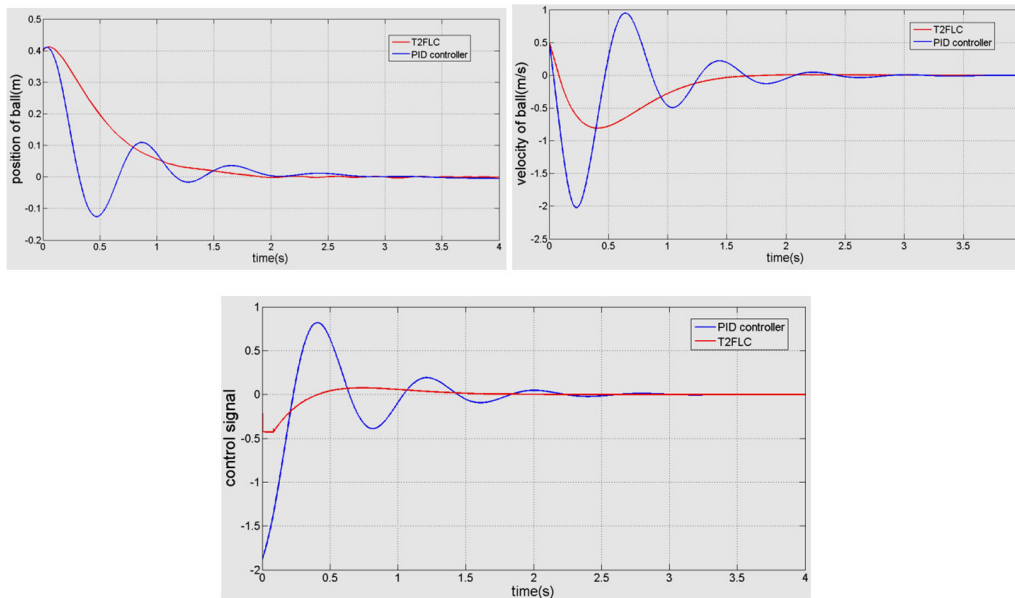 0.5
0.4
0.3
0.2
0.1
0
-0.1
-0.2
position of ball(m)
T2FLC
PID controller
0 0.5 1 1.5 2 2.5 3 3.5 4
time(s)
1
0.5
0
-0.5
-1
-1.5
-2
-2.5
velocity of ball(m/s)
T2FLC
PID controller
0 0.5 1 1.5 2 2.5 3 3.5
time(s)
1
0.5
0
-0.5
-1
-1.5
-2
control signal
PID controller
T2FLC
0 0.5 1 1.5 2 2.5 3 3.5 4
time(s)